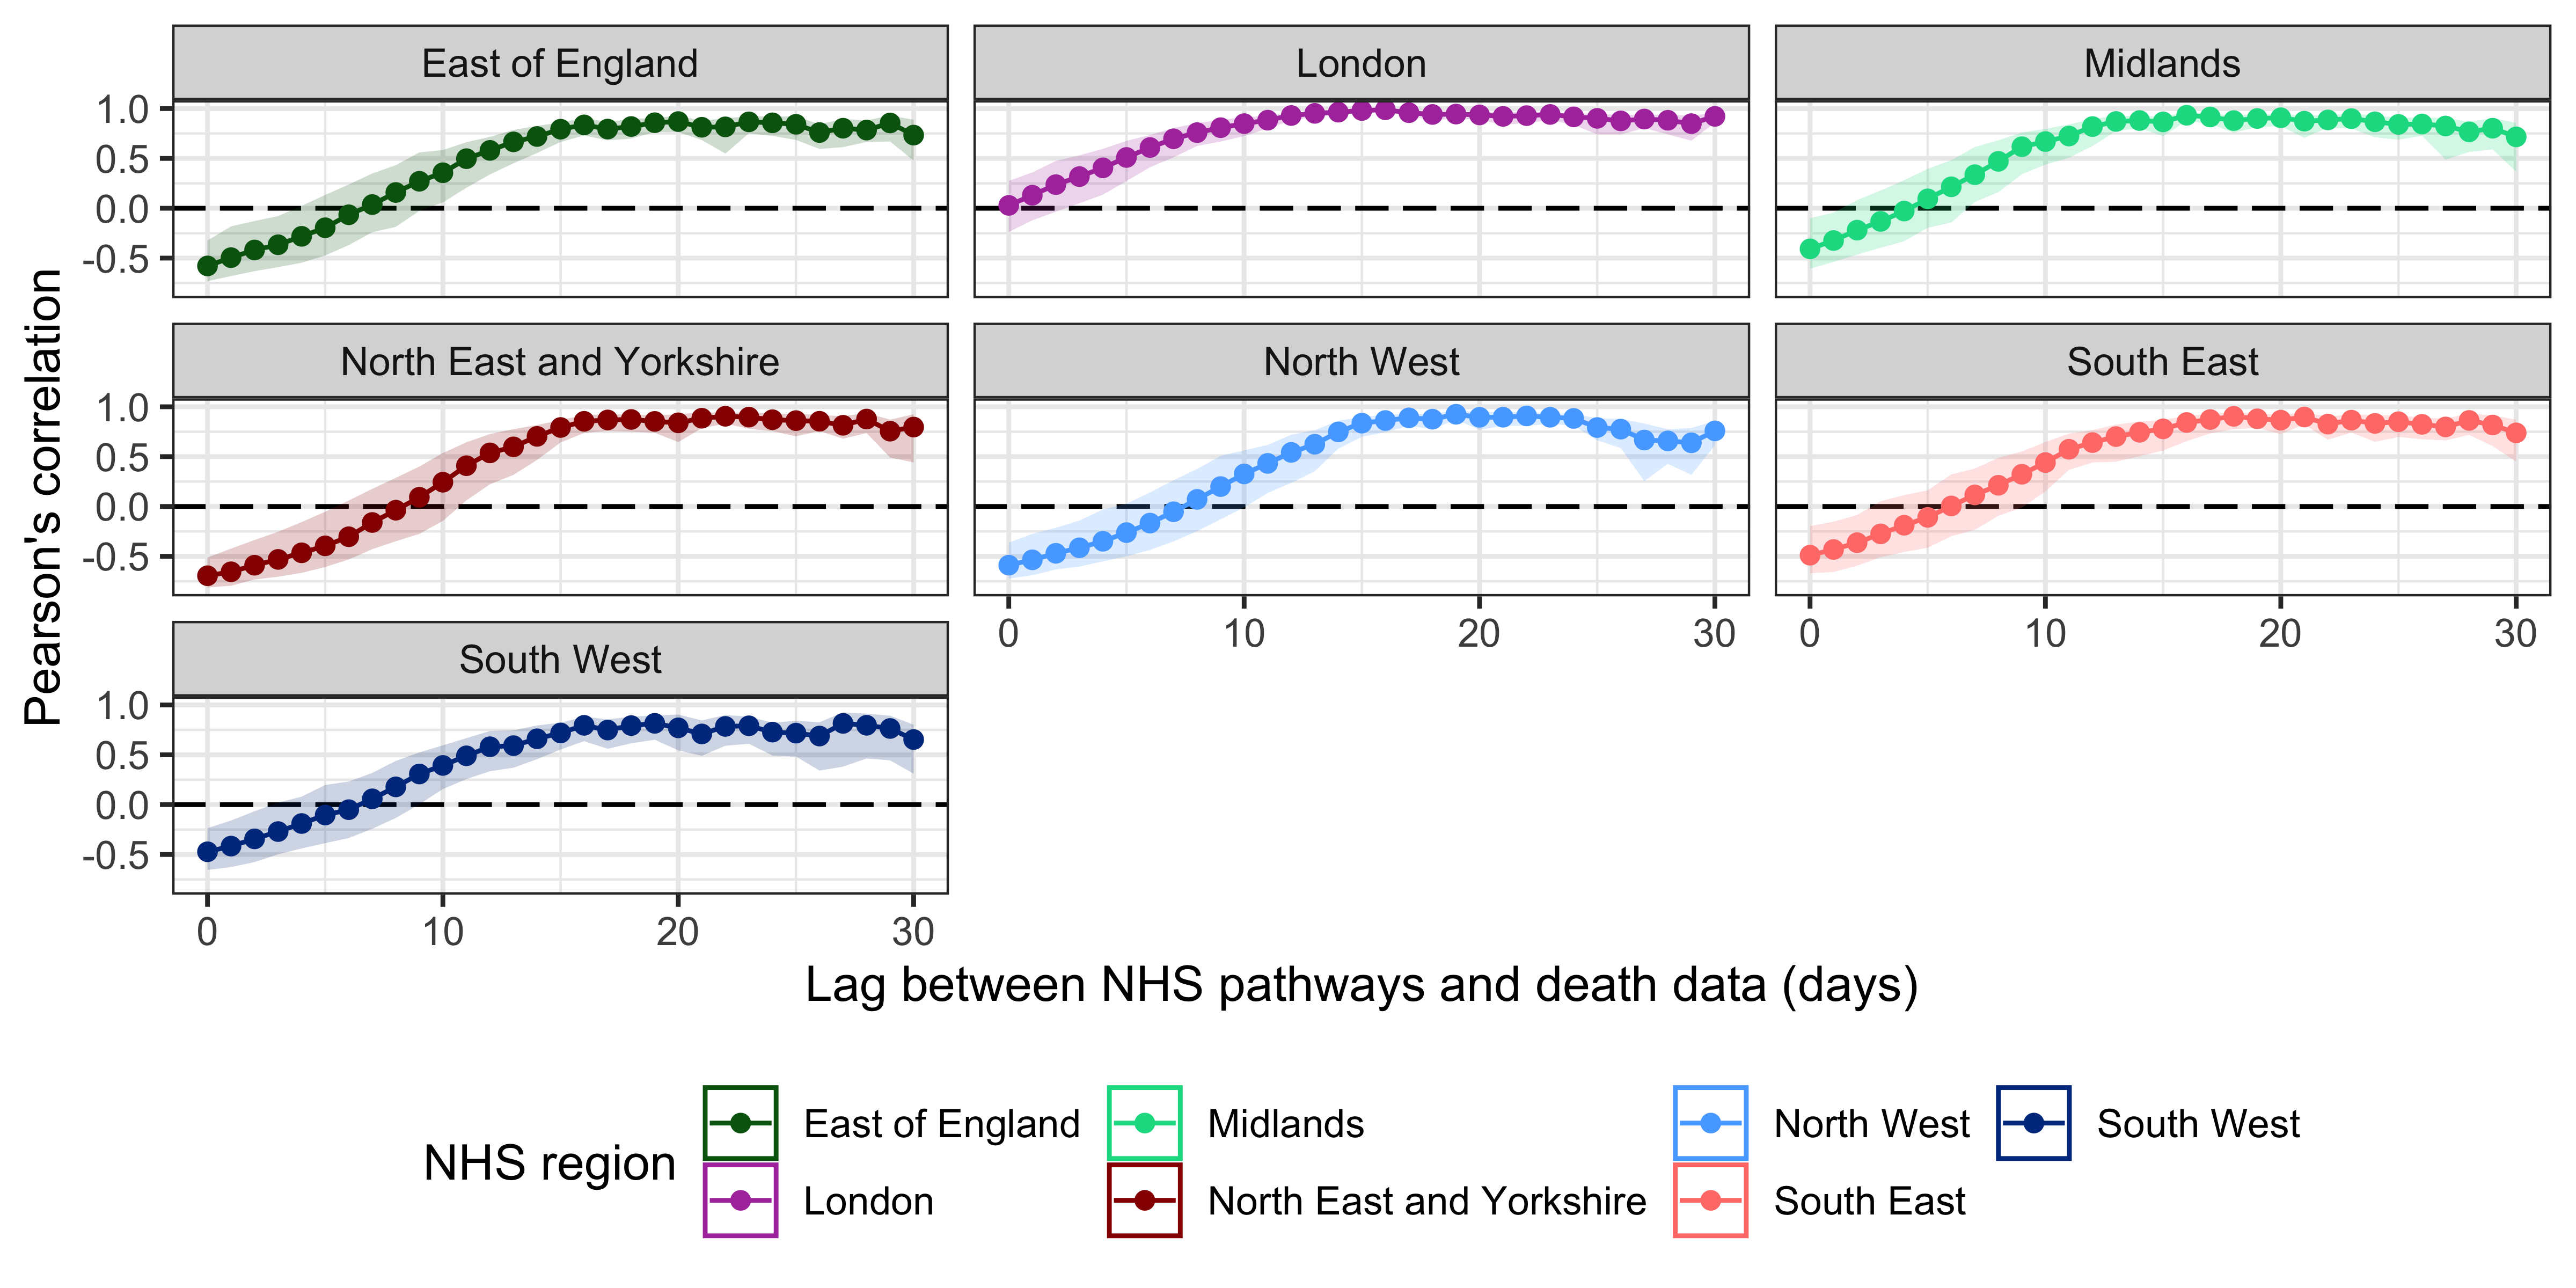 East of England
London
Midlands
1.0
0.5
0.0
-0.5
North East and Yorkshire
North West
South East
1.0
0.5
0.0
-0.5
0 10 20 30
0 10 20 30
South West
1.0
0.5
0.0
-0.5
0 10 20 30
Pearson's correlation
Lag between NHS pathways and death data (days)
NHS region
East of England
London
Midlands
North East and Yorkshire
North West
South East
South West